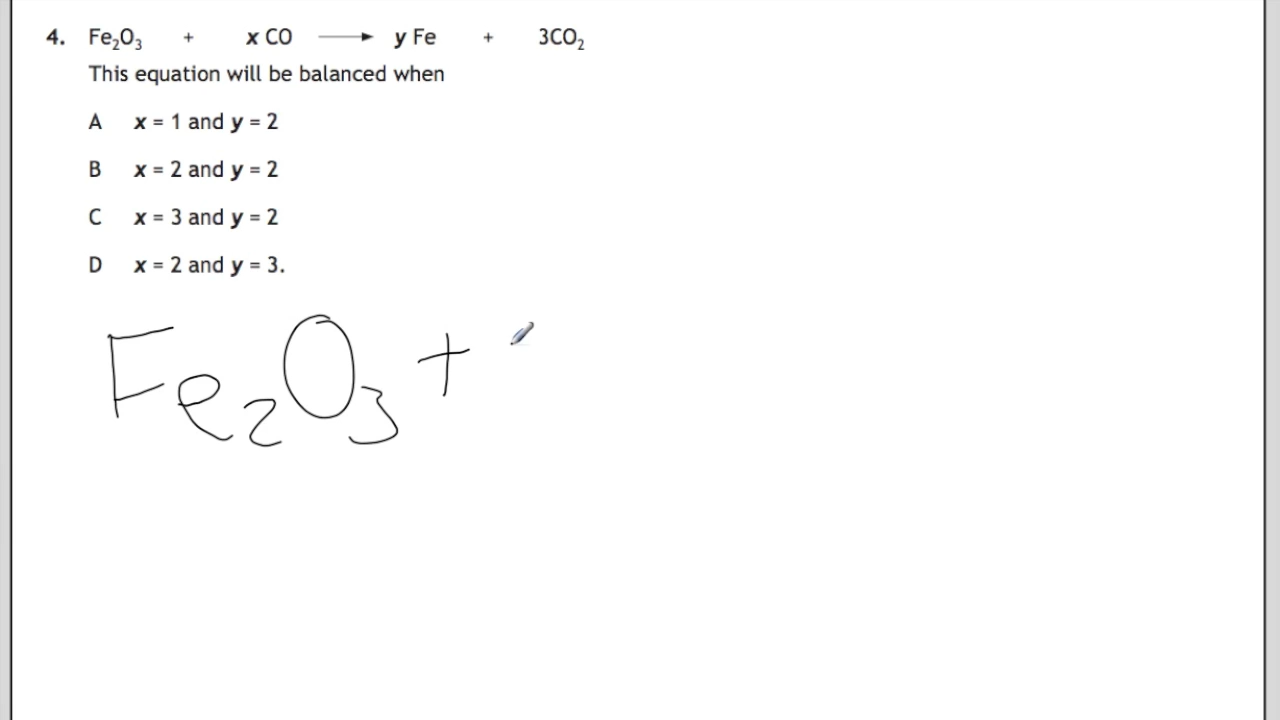 4. Fe₂O₃ + x CO ⟶ y Fe + 3CO₂
This equation will be balanced when
A x = 1 and y = 2
B x = 2 and y = 2
C x = 3 and y = 2
D x = 2 and y = 3.
Fe₂O₃ +